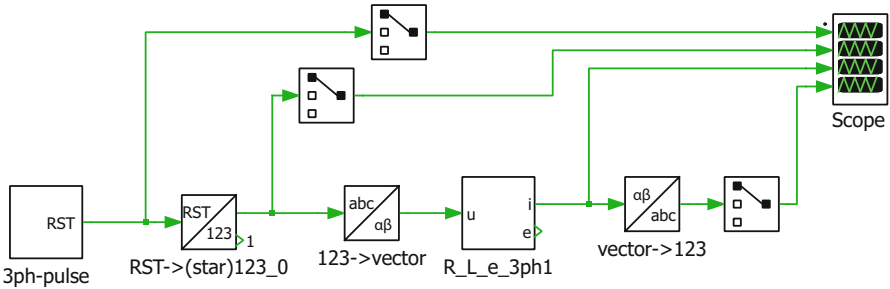 Scope
RST
3ph-pulse
RST
123
1
RST->(star)123_0
abc
αβ
123->vector
u
i
e
R_L_e_3ph1
αβ
abc
vector->123